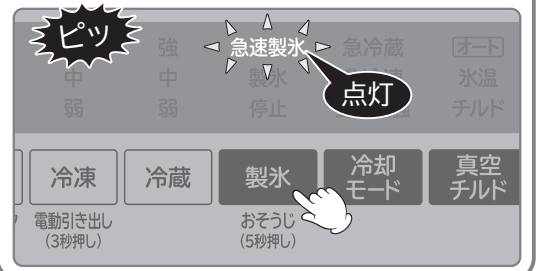 ピッ
強 急速製氷 急冷蔵 オート
点灯
中 中 製氷 氷温
弱 弱 停止 チルド
冷凍 冷蔵 製氷 冷却モード 真空チルド
電動引き出し おそうじ
(3秒押し) (5秒押し)